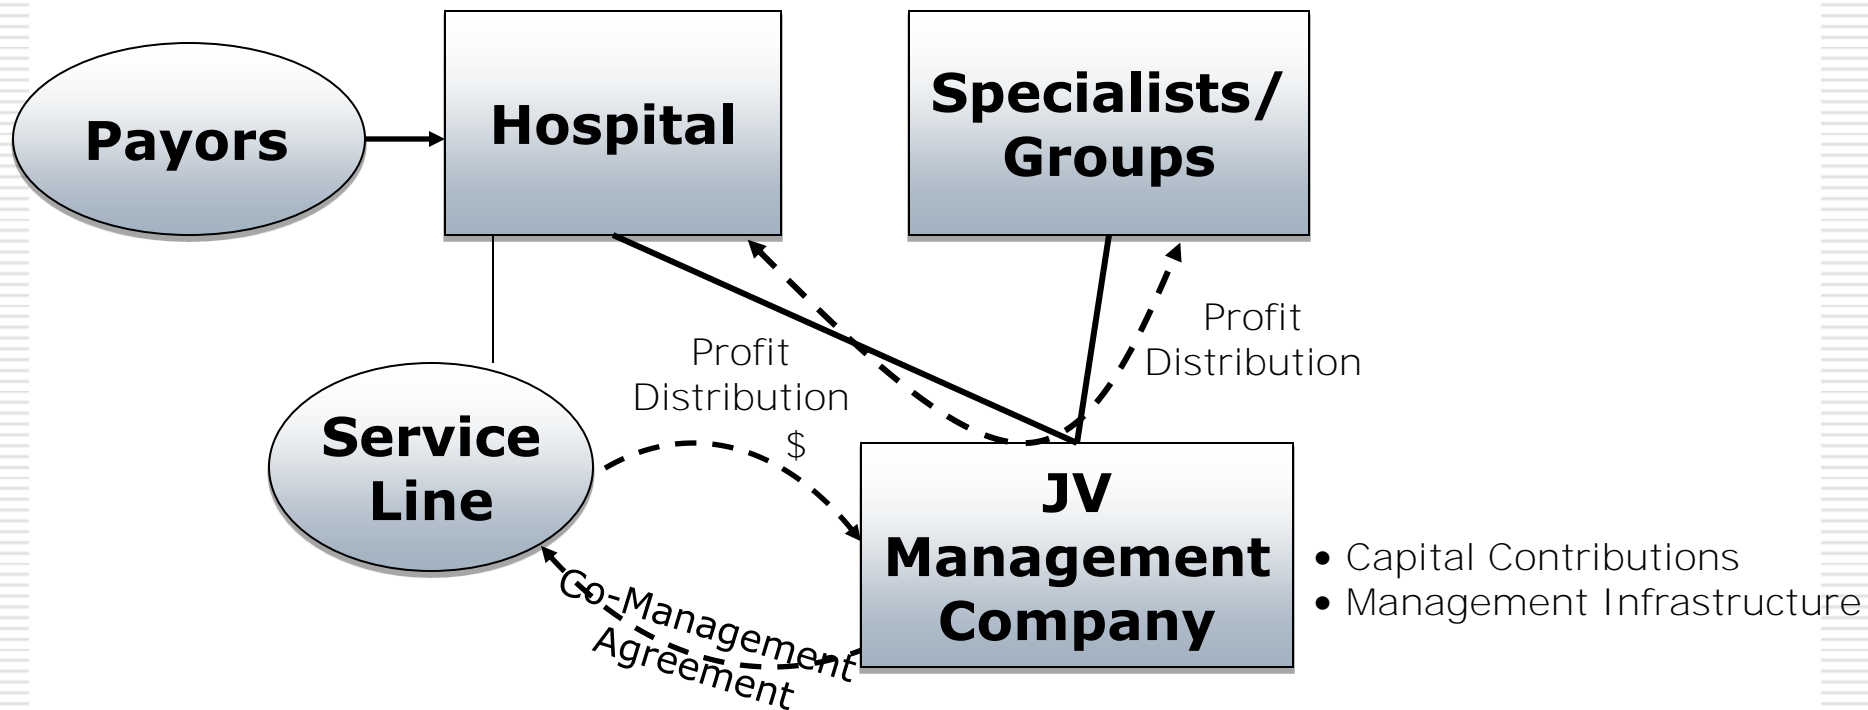 Payors
Hospital
Specialists/
Groups
Profit
Distribution
Profit
Distribution
$
Service
Line
JV
Management
Company
• Capital Contributions
• Management Infrastructure
Co-Management
Agreement